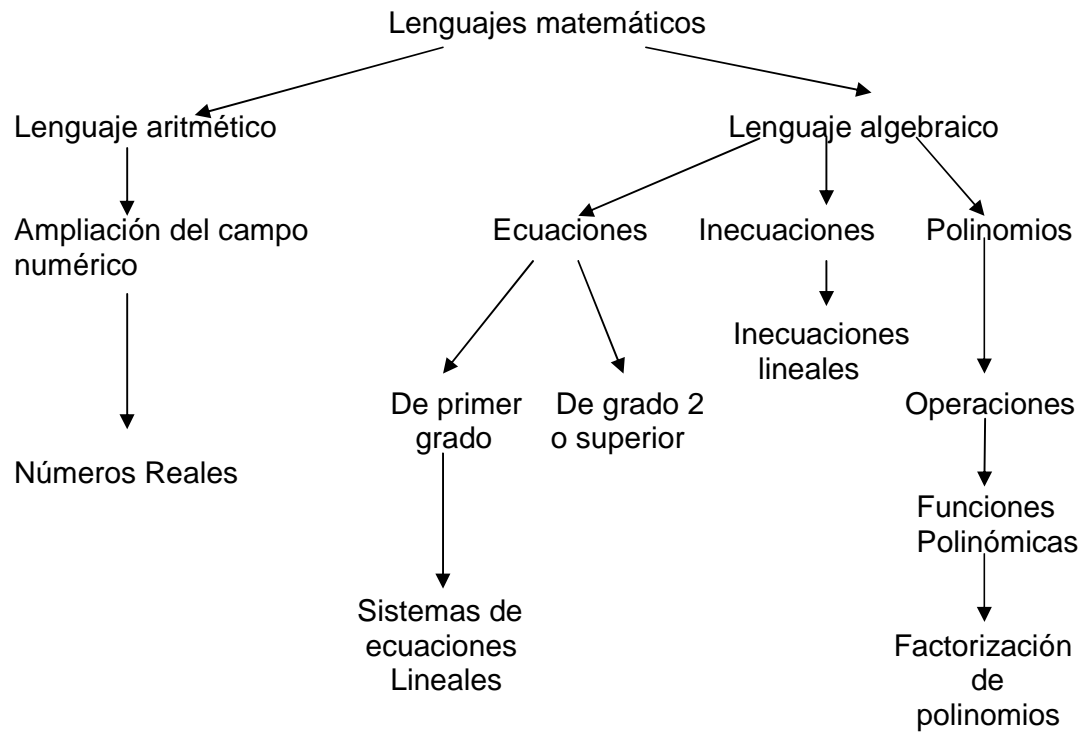 Lenguajes matemáticos
Lenguaje aritmético
Lenguaje algebraico
Ampliación del campo
numérico
Ecuaciones
Inecuaciones
Polinomios
Inecuaciones
lineales
De primer
grado
De grado 2
o superior
Operaciones
Números Reales
Funciones
Polinómicas
Sistemas de
ecuaciones
Lineales
Factorización
de
polinomios